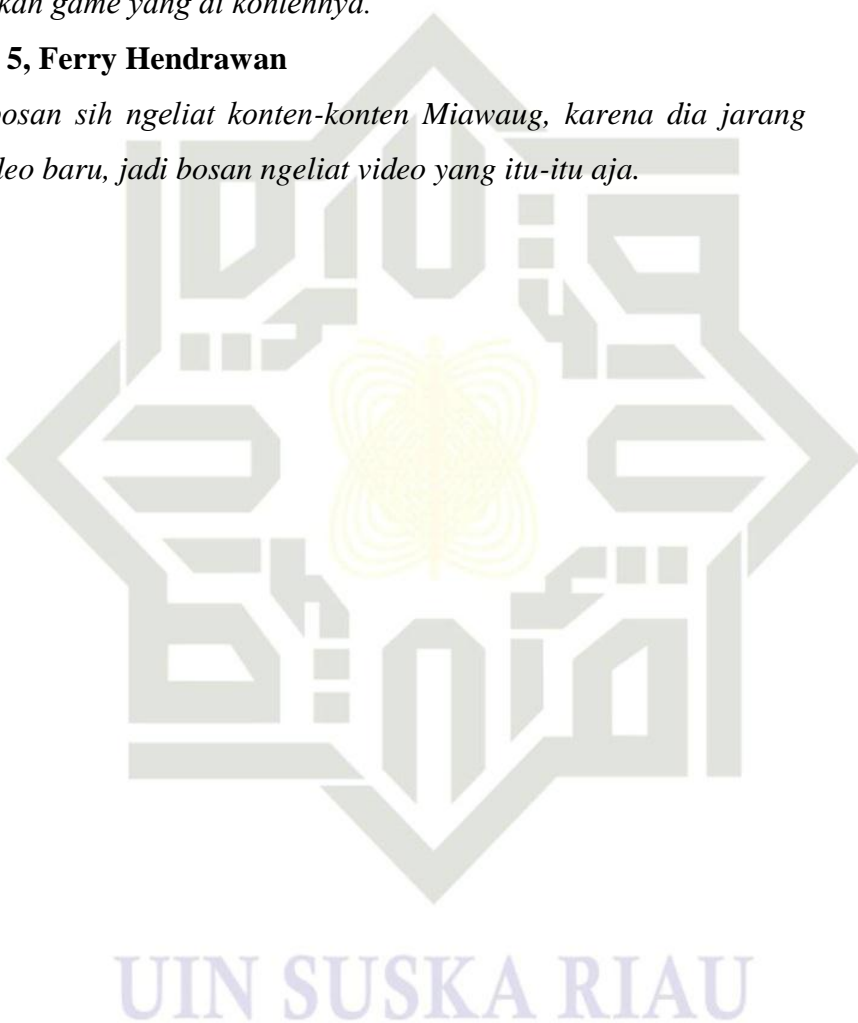 kan game yang di kontennya.
5, Ferry Hendrawan
bosan sih ngeliat konten-konten Miawaug, karena dia jarang
deo baru, jadi bosan ngeliat video yang itu-itu aja.
UIN SUSKA RIAU